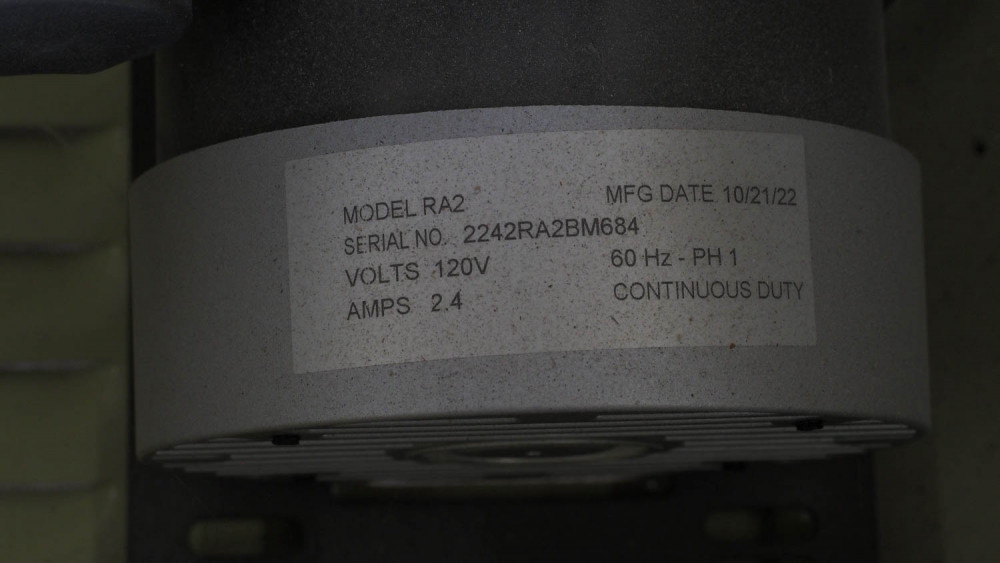 MODEL RA2 MFG DATE 10/21/22
SERIAL NO. 2242RA2BM684
VOLTS 120V 60 Hz - PH 1
AMPS 2.4 CONTINUOUS DUTY